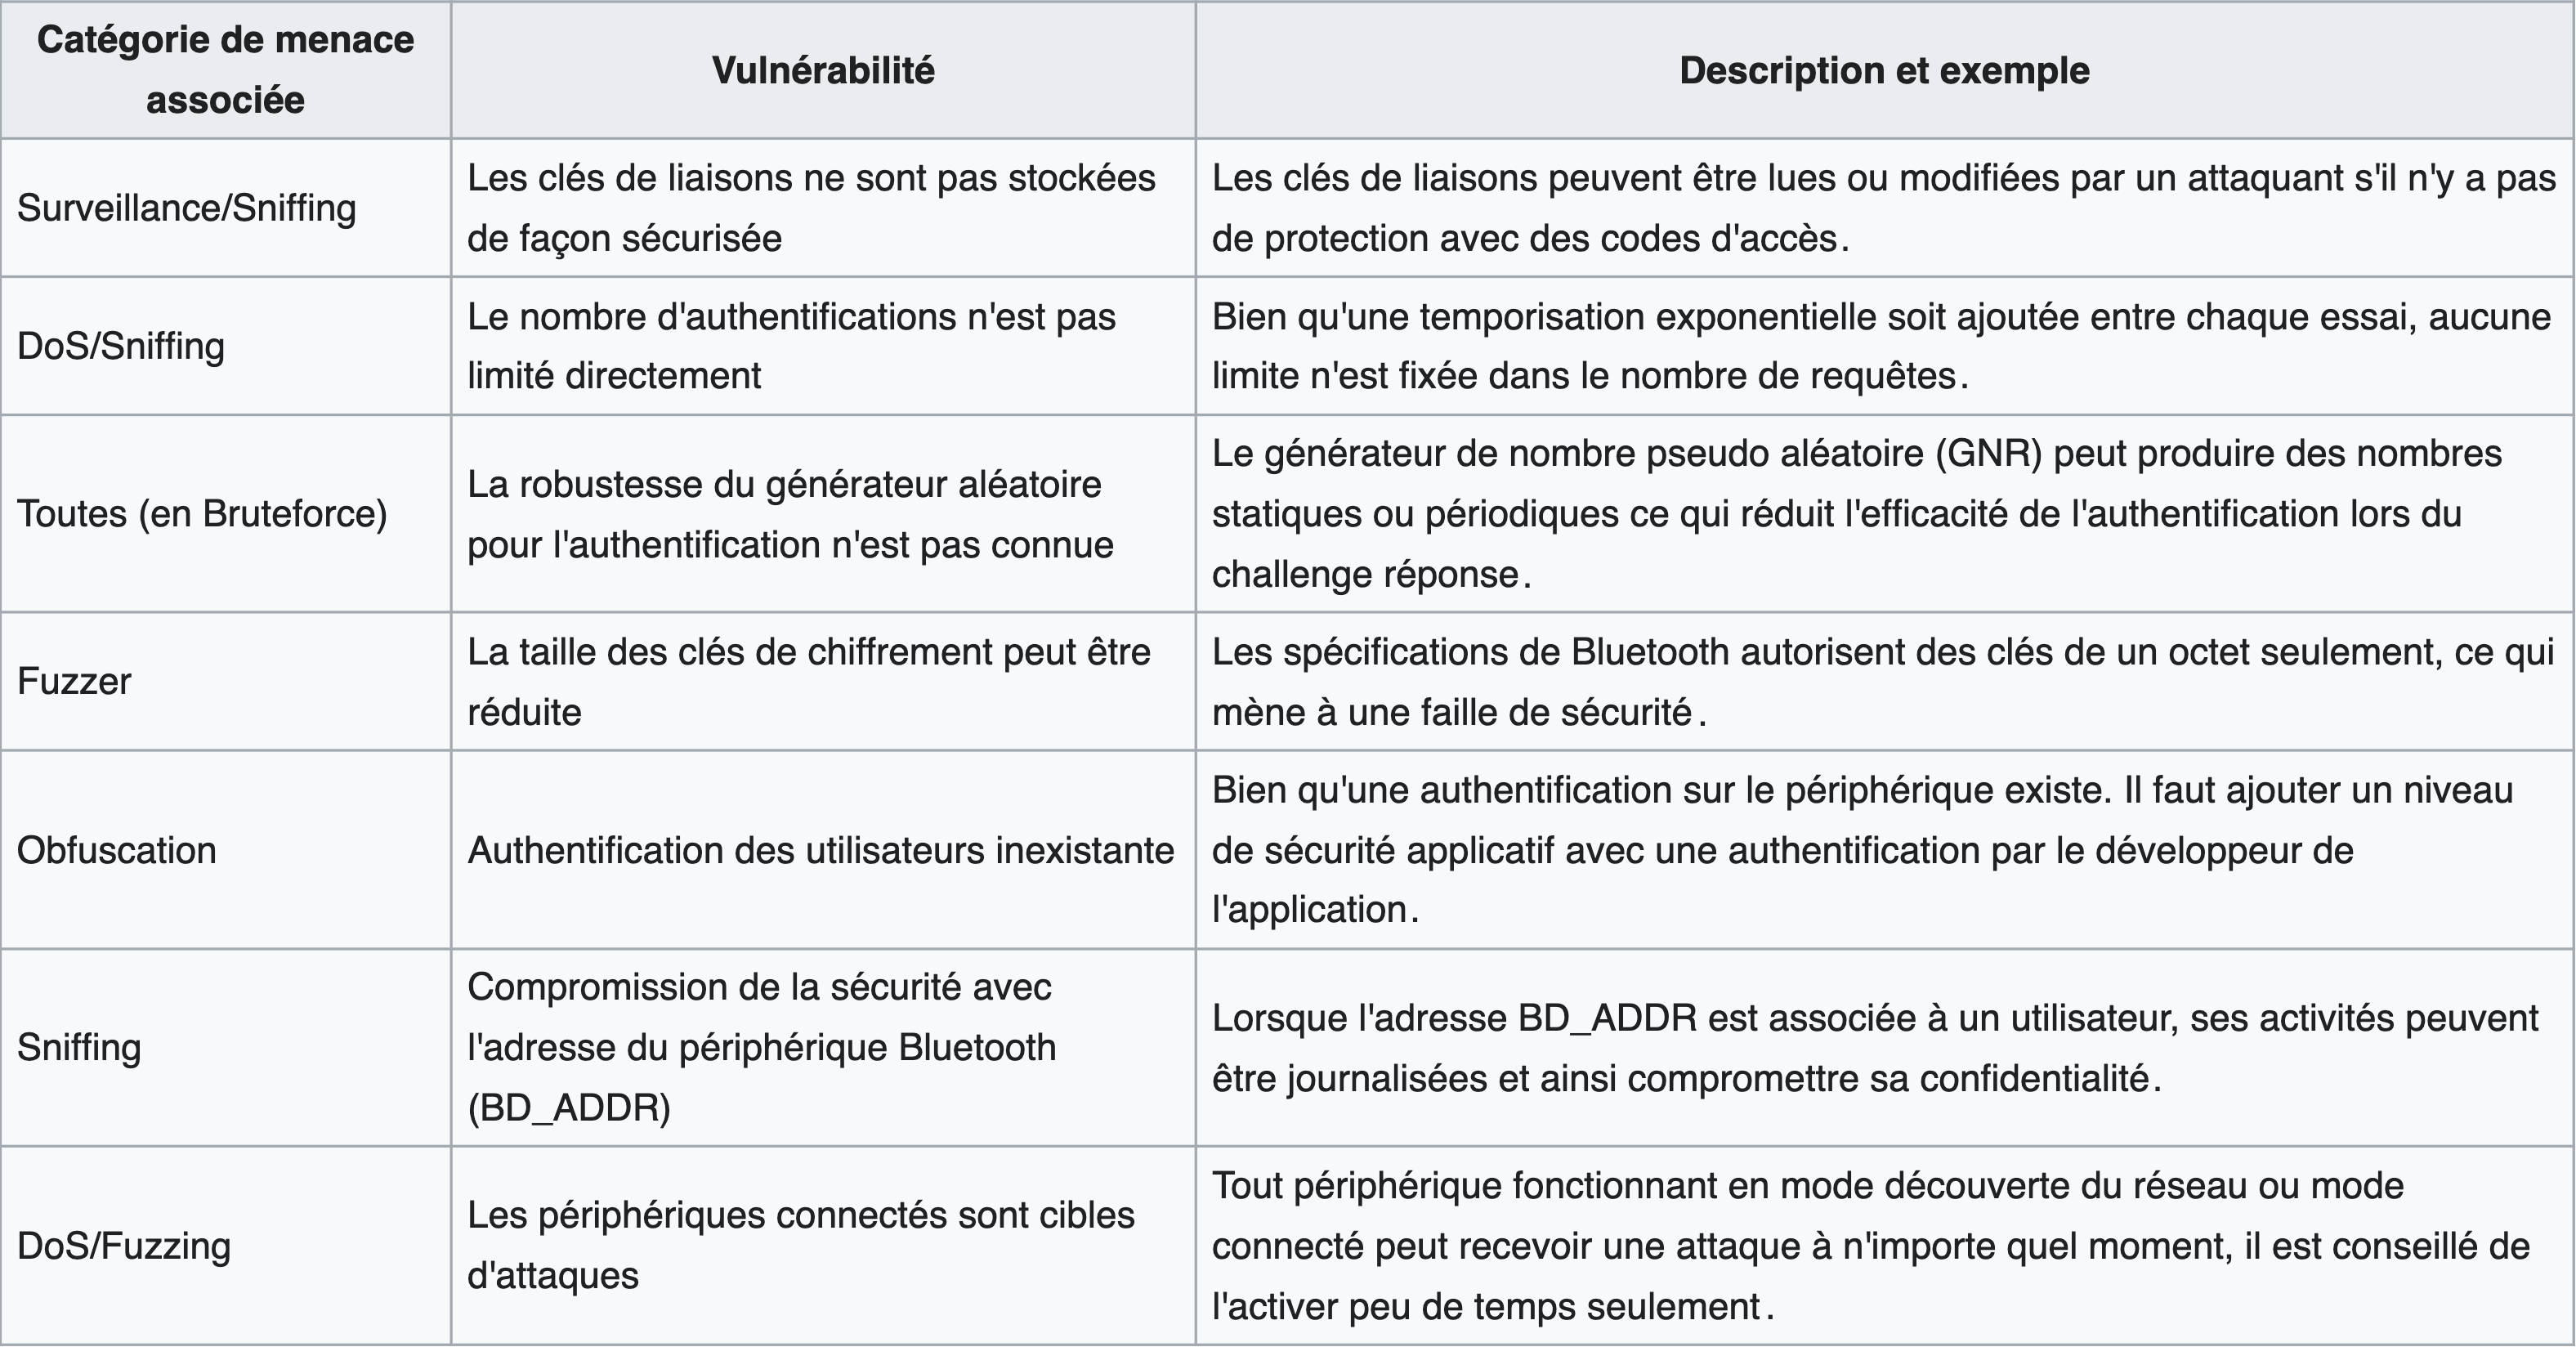 Catégorie de menace
associée
Vulnérabilité
Description et exemple
Surveillance/Sniffing
Les clés de liaisons ne sont pas stockées
de façon sécurisée
Les clés de liaisons peuvent être lues ou modifiées par un attaquant s'il n'y a pas
de protection avec des codes d'accès.
DoS/Sniffing
Le nombre d'authentifications n'est pas
limité directement
Bien qu'une temporisation exponentielle soit ajoutée entre chaque essai, aucune
limite n'est fixée dans le nombre de requêtes.
Toutes (en Bruteforce)
La robustesse du générateur aléatoire
pour l'authentification n'est pas connue
Le générateur de nombre pseudo aléatoire (GNR) peut produire des nombres
statiques ou périodiques ce qui réduit l'efficacité de l'authentification lors du
challenge réponse.
Fuzzer
La taille des clés de chiffrement peut être
réduite
Les spécifications de Bluetooth autorisent des clés de un octet seulement, ce qui
mène à une faille de sécurité.
Obfuscation
Authentification des utilisateurs inexistante
Bien qu'une authentification sur le périphérique existe. Il faut ajouter un niveau
de sécurité applicatif avec une authentification par le développeur de
l'application.
Sniffing
Compromission de la sécurité avec
l'adresse du périphérique Bluetooth
(BD_ADDR)
Lorsque l'adresse BD_ADDR est associée à un utilisateur, ses activités peuvent
être journalisées et ainsi compromettre sa confidentialité.
DoS/Fuzzing
Les périphériques connectés sont cibles
d'attaques
Tout périphérique fonctionnant en mode découverte du réseau ou mode
connecté peut recevoir une attaque à n'importe quel moment, il est conseillé de
l'activer peu de temps seulement.